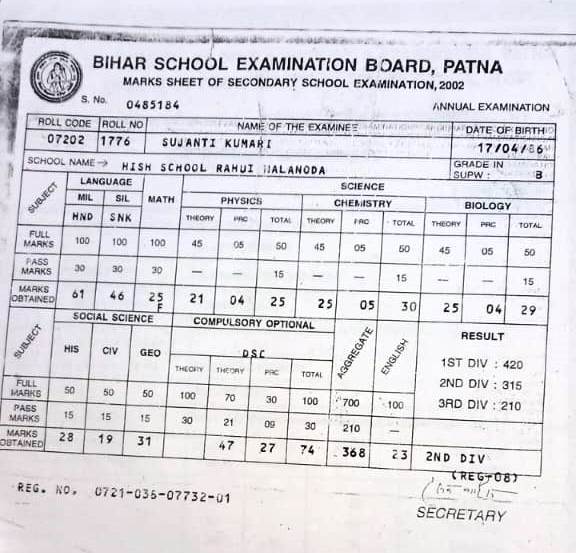 BIHAR SCHOOL EXAMINATION BOARD, PATNA
MARKS SHEET OF SECONDARY SCHOOL EXAMINATION, 2002
S. No. 0485184 ANNUAL EXAMINATION
ROLL CODE ROLL NO NAME OF THE EXAMINEE DATE OF BIRTH
07202 1776 SUJANTI KUMARI 17/04/86
SCHOOL NAME → HISH SCHOOL RAHUI NALANODA GRADE IN SUPW : B
SUBJECT LANGUAGE MATH SCIENCE
MIL SIL PHYSICS CHEMISTRY BIOLOGY
HND SNK THEORY PRC TOTAL THEORY PRC TOTAL THEORY PRC TOTAL
FULL MARKS 100 100 100 45 05 50 45 05 50 45 05 50
PASS MARKS 30 30 30 — — 15 — — 15 — — 15
MARKS OBTAINED 61 46 25 F 21 04 25 25 05 30 25 04 29
SUBJECT SOCIAL SCIENCE COMPULSORY OPTIONAL AGGREGATE ENGLISH RESULT
HIS CIV GEO DSC 1ST DIV : 420
THEORY THEORY PRC TOTAL 2ND DIV : 315
FULL MARKS 50 50 50 100 70 30 100 700 100 3RD DIV : 210
PASS MARKS 15 15 15 30 21 09 30 210 —
MARKS OBTAINED 28 19 31 47 27 74 368 23 2ND DIV
(REG-08)
REG. NO. 0721-036-07732-01
SECRETARY